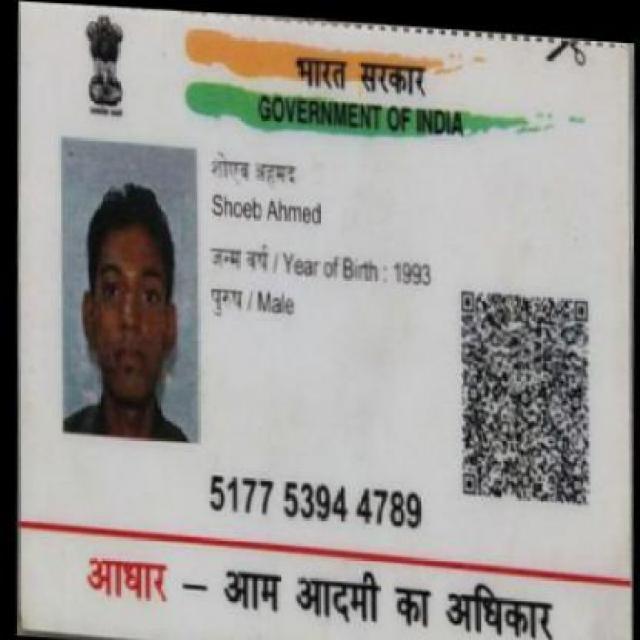 भारत सरकार
GOVERNMENT OF INDIA
शोएब अहमद
Shoeb Ahmed
जन्म वर्ष / Year of Birth : 1993
पुरुष / Male
5177 5394 4789
आधार – आम आदमी का अधिकार